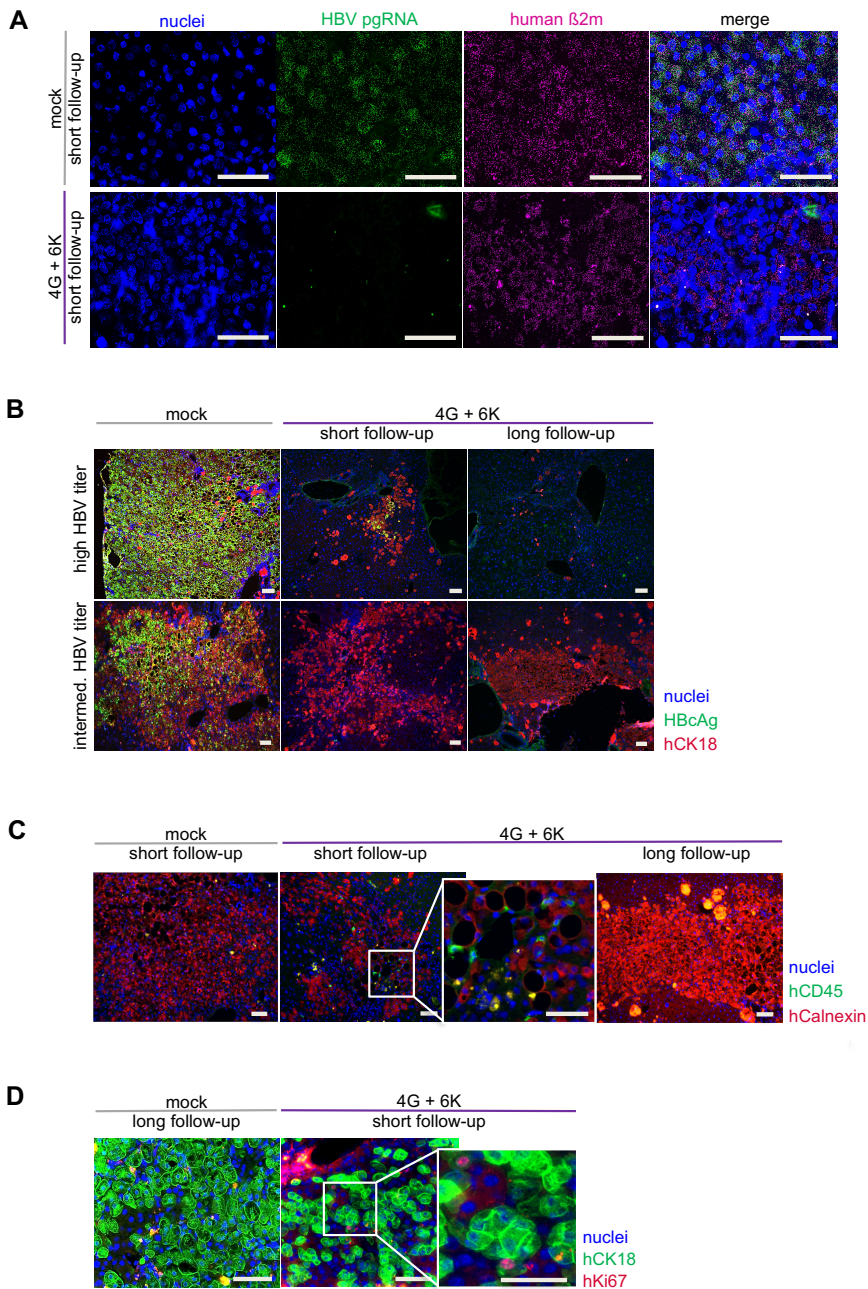 A
nuclei HBV pgRNA human ß2m merge
mock
short follow-up
4G + 6K
short follow-up
B
mock 4G + 6K
short follow-up long follow-up
high HBV titer
intermed. HBV titer
nuclei
HBcAg
hCK18
C
mock 4G + 6K
short follow-up short follow-up long follow-up
nuclei
hCD45
hCalnexin
D
mock 4G + 6K
long follow-up short follow-up
nuclei
hCK18
hKi67